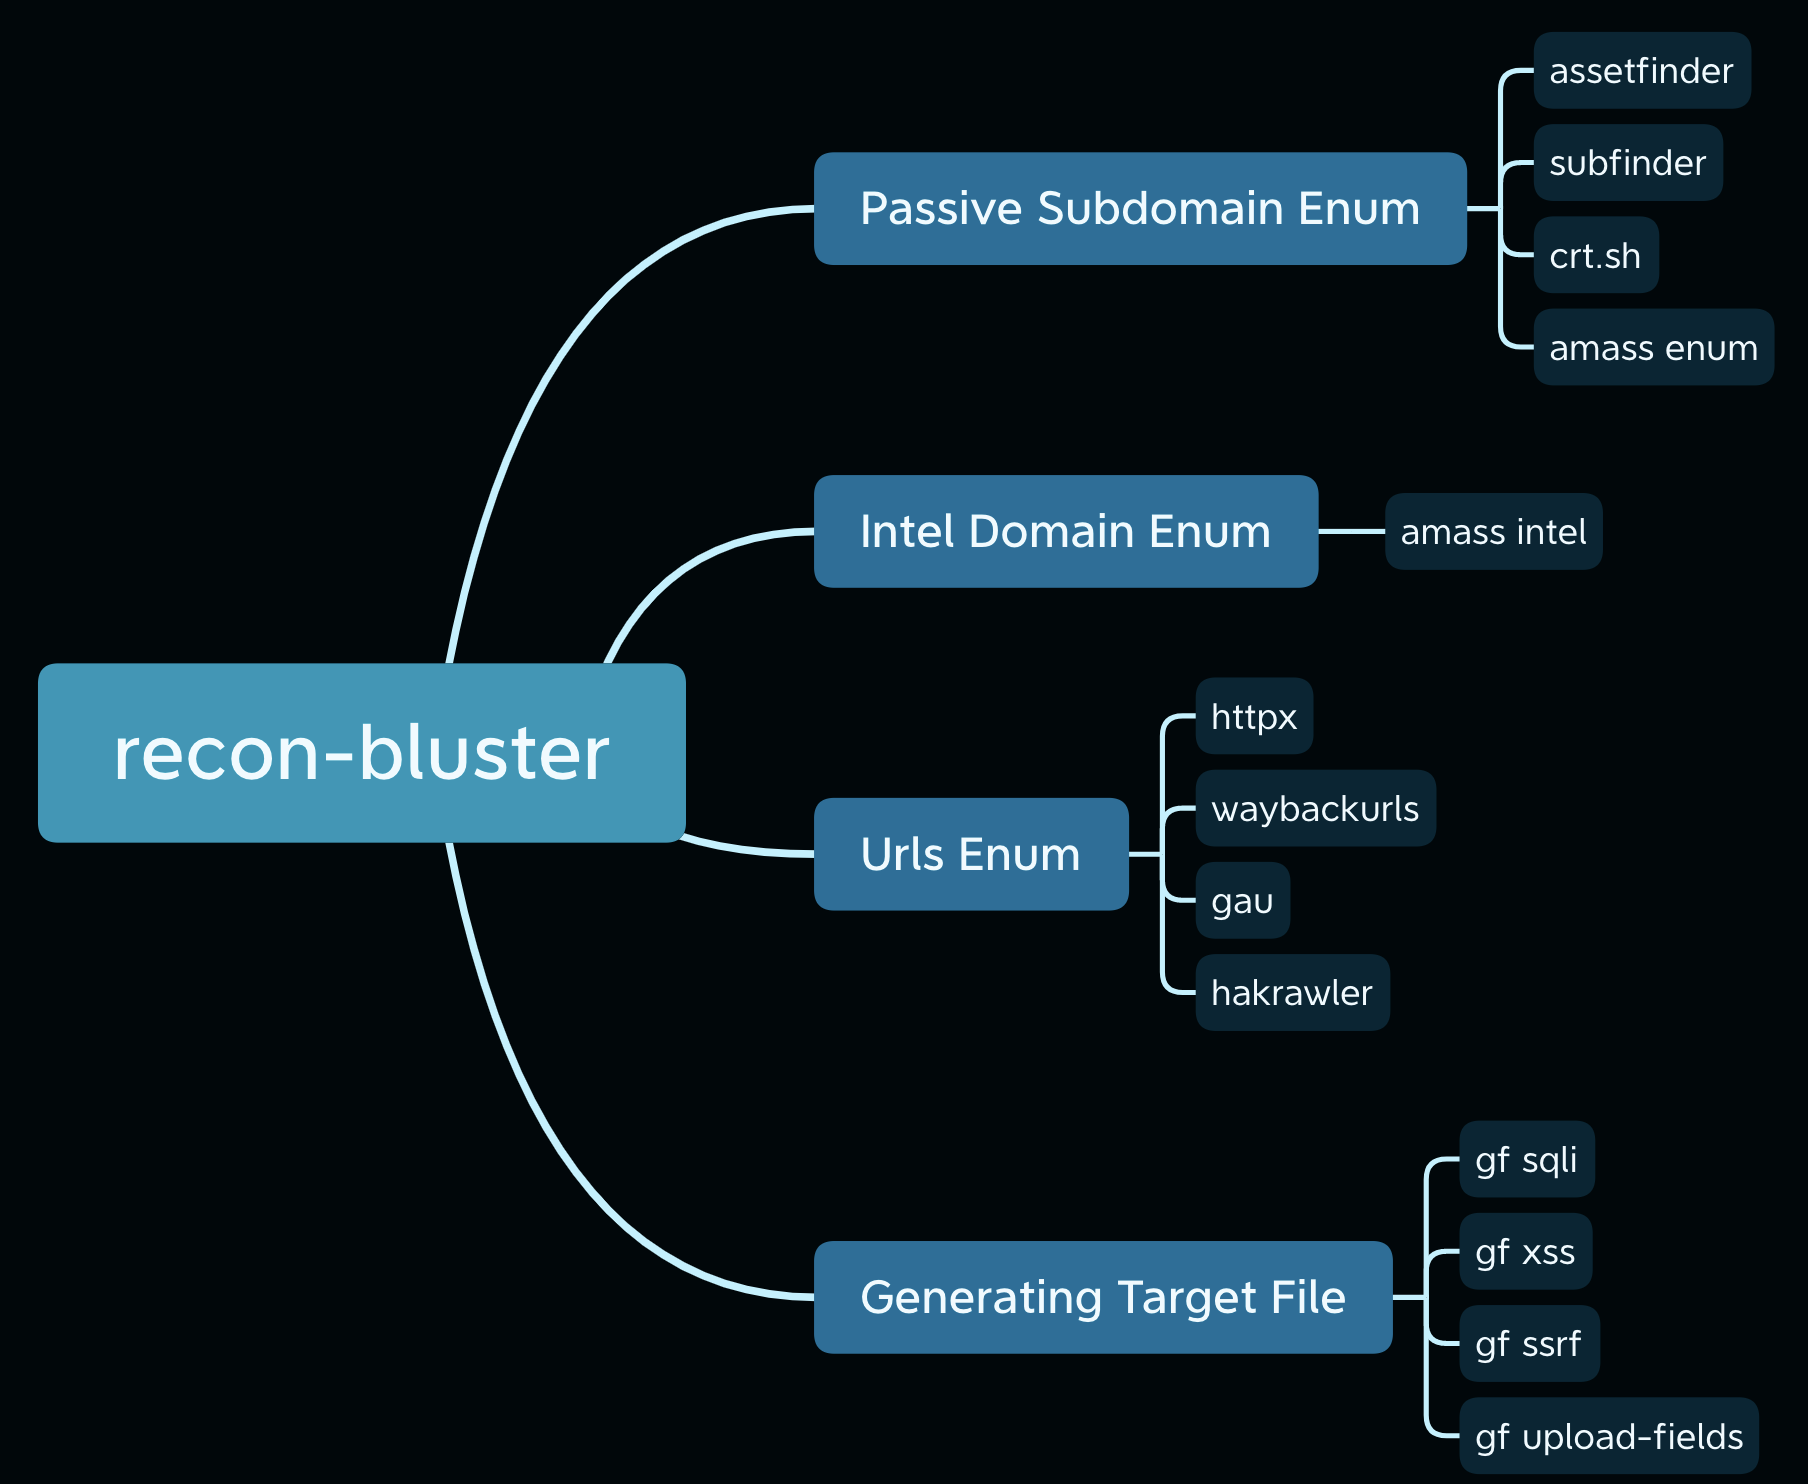 recon-bluster
Passive Subdomain Enum
assetfinder
subfinder
crt.sh
amass enum
Intel Domain Enum
amass intel
Urls Enum
httpx
waybackurls
gau
hakrawler
Generating Target File
gf sqli
gf xss
gf ssrf
gf upload-fields